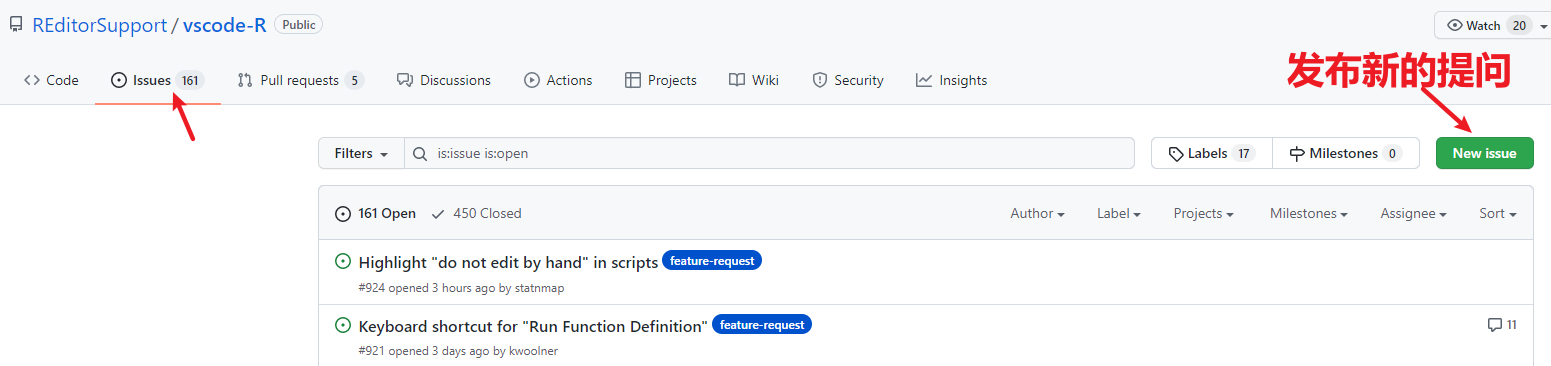 REditorSupport / vscode-R Public
Watch 20
Code Issues 161 Pull requests 5 Discussions Actions Projects Wiki Security Insights
发布新的提问
Filters is:issue is:open Labels 17 Milestones 0 New issue
161 Open 450 Closed Author Label Projects Milestones Assignee Sort
Highlight "do not edit by hand" in scripts feature-request
#924 opened 3 hours ago by statnmap
Keyboard shortcut for "Run Function Definition" feature-request 11
#921 opened 3 days ago by kwoolner